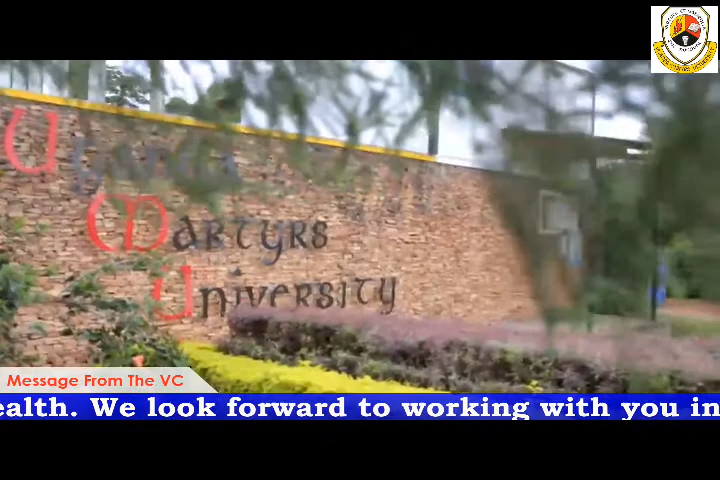 Uganda
Martyrs
University
Message From The VC
ealth. We look forward to working with you in